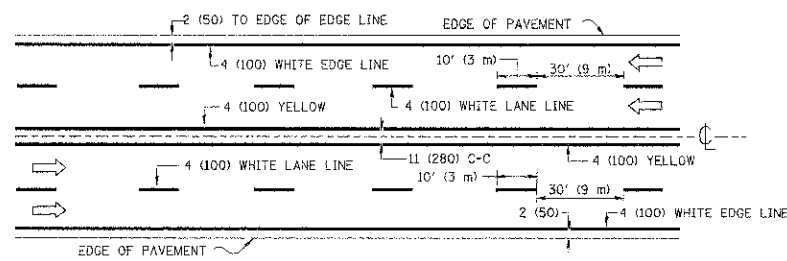 2 (50) TO EDGE OF EDGE LINE
EDGE OF PAVEMENT
4 (100) WHITE EDGE LINE
10' (3 m)
30' (9 m)
4 (100) YELLOW
4 (100) WHITE LANE LINE
℄
4 (100) WHITE LANE LINE
11 (280) C-C
4 (100) YELLOW
10' (3 m)
30' (9 m)
2 (50)
4 (100) WHITE EDGE LINE
EDGE OF PAVEMENT